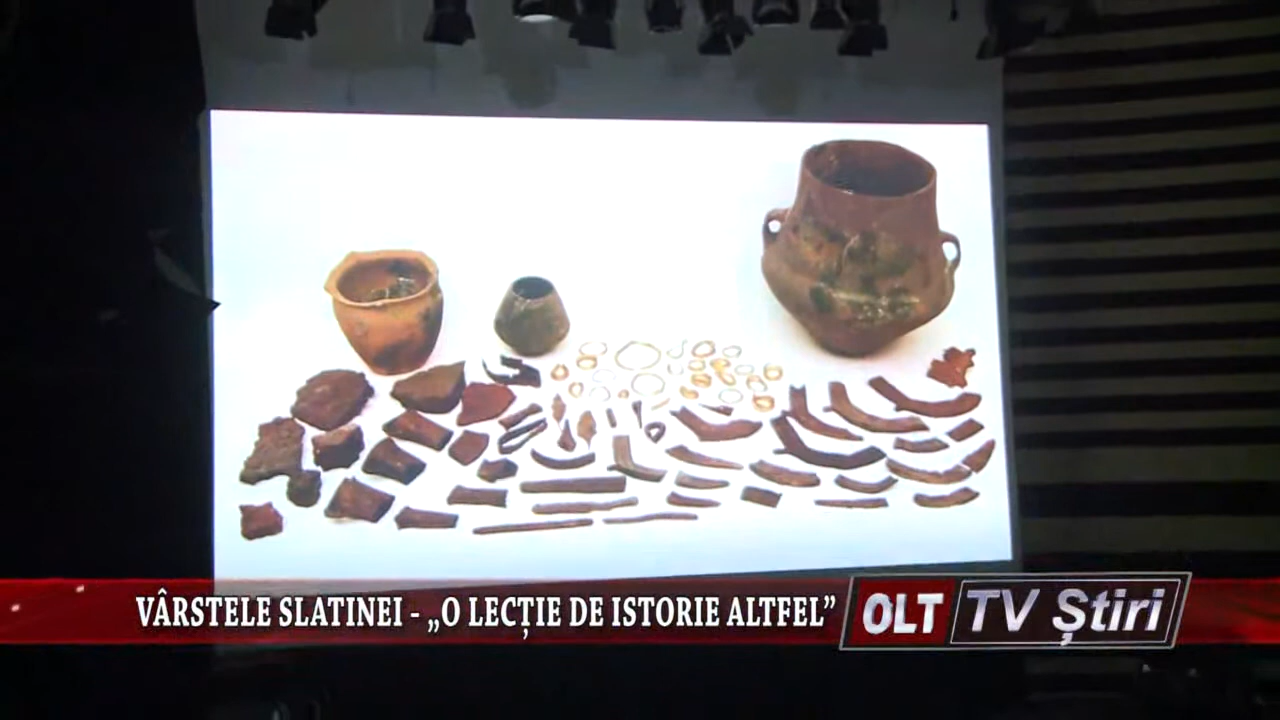 VÂRSTELE SLATINEI - „O LECȚIE DE ISTORIE ALTFEL”
OLT TV Știri